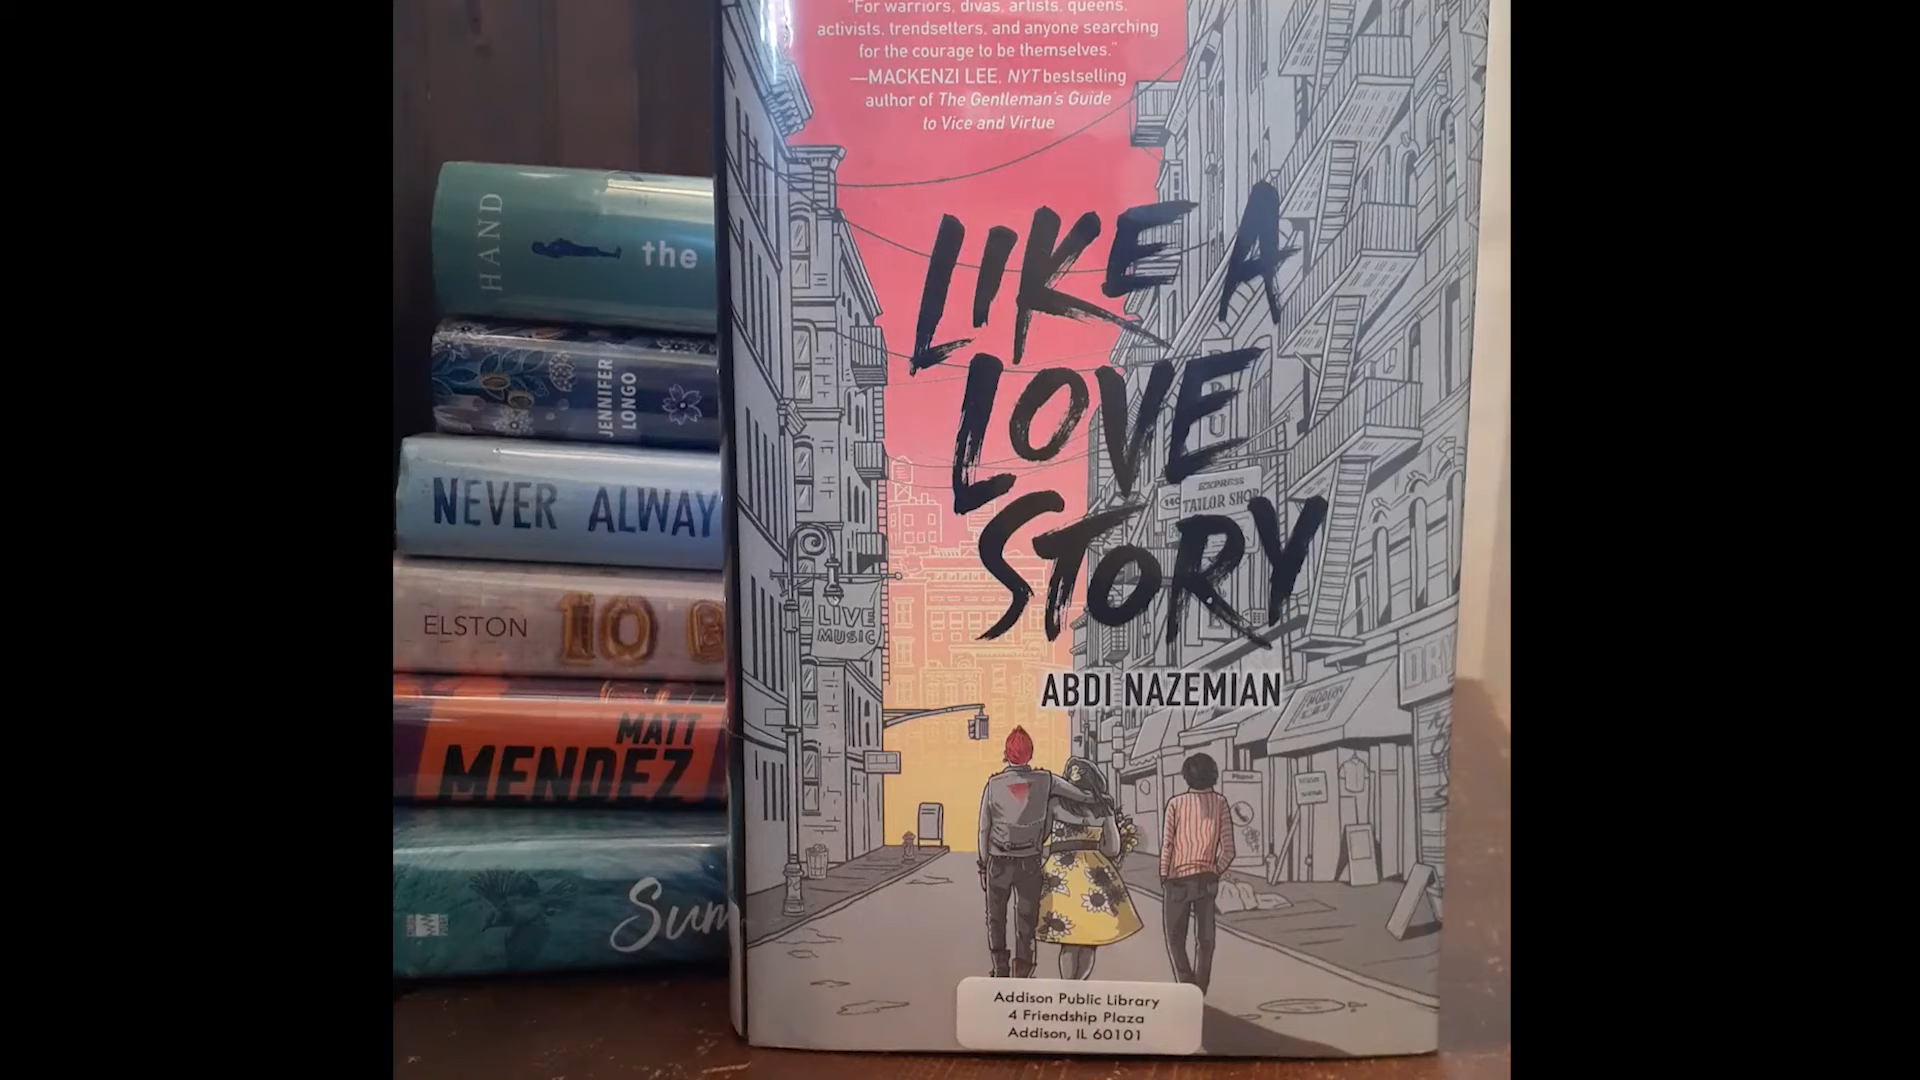 "For warriors, divas, artists, queens,
activists, trendsetters, and anyone searching
for the courage to be themselves."
—MACKENZI LEE, NYT bestselling
author of The Gentleman's Guide
to Vice and Virtue
LIKE A
LOVE
STORY
ABDI NAZEMIAN
EXPRESS
TAILOR SHOP
LIVE
MUSIC
DRY
Phone
Addison Public Library
4 Friendship Plaza
Addison, IL 60101
HAND
the
JENNIFER
LONGO
NEVER ALWAY
ELSTON
10 B
MATT
MENDEZ
Sum